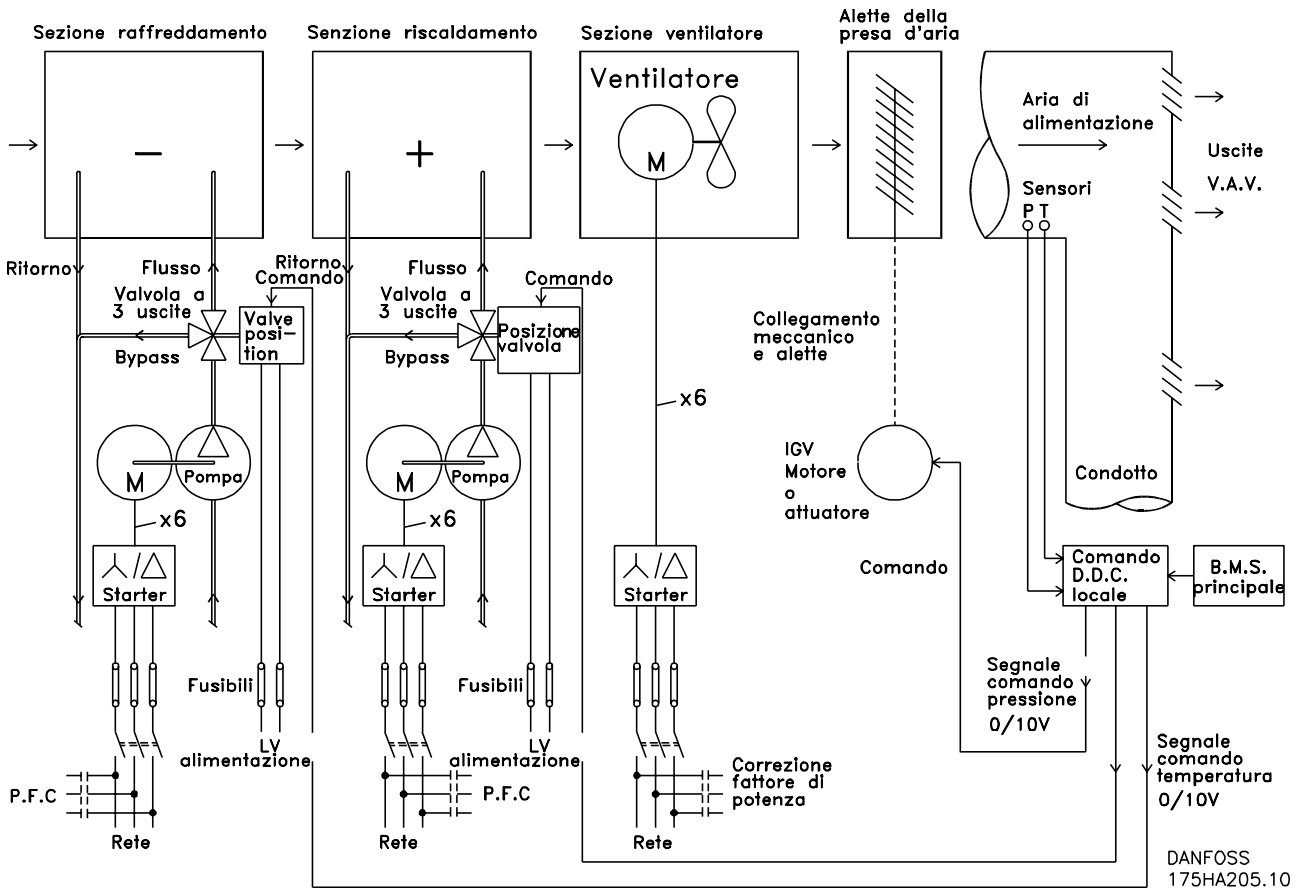 Sezione raffreddamento
Senzione riscaldamento
Sezione ventilatore
Alette della
presa d'aria
Ventilatore
M
−
+
Aria di
alimentazione
Uscite
V.A.V.
Sensori
P T
Ritorno
Flusso
Valvola a
3 uscite
Bypass
Ritorno
Comando
Valve
posi-
tion
Flusso
Valvola a
3 uscite
Bypass
Comando
Posizione
valvola
Collegamento
meccanico
e alette
x6
M
Pompa
x6
M
Pompa
x6
IGV
Motore
o
attuatore
Condotto
Starter
Starter
Starter
Comando
Comando
D.D.C.
locale
B.M.S.
principale
Fusibili
Fusibili
Segnale
comando
pressione
0/10V
LV
alimentazione
LV
alimentazione
Segnale
comando
temperatura
0/10V
P.F.C
P.F.C
Correzione
fattore di
potenza
Rete
Rete
Rete
DANFOSS
175HA205.10